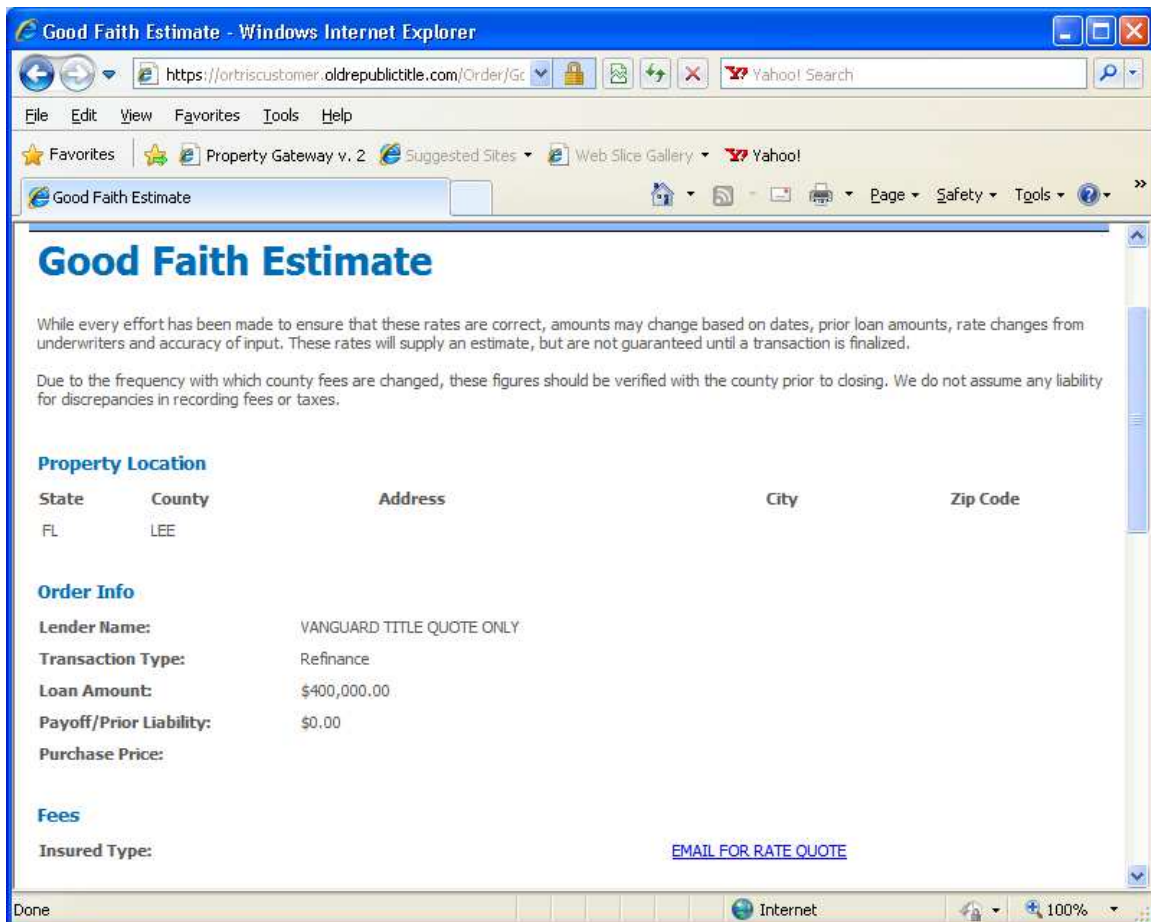 Good Faith Estimate - Windows Internet Explorer
https://ortriscustomer.oldrepublictitle.com/Order/Gc Yahoo! Search
File Edit View Favorites Tools Help
Favorites Property Gateway v. 2 Suggested Sites Web Slice Gallery Yahoo!
Good Faith Estimate Page Safety Tools »
Good Faith Estimate
While every effort has been made to ensure that these rates are correct, amounts may change based on dates, prior loan amounts, rate changes from
underwriters and accuracy of input. These rates will supply an estimate, but are not guaranteed until a transaction is finalized.
Due to the frequency with which county fees are changed, these figures should be verified with the county prior to closing. We do not assume any liability
for discrepancies in recording fees or taxes.
Property Location
State County Address City Zip Code
FL LEE
Order Info
Lender Name: VANGUARD TITLE QUOTE ONLY
Transaction Type: Refinance
Loan Amount: $400,000.00
Payoff/Prior Liability: $0.00
Purchase Price:
Fees
Insured Type: EMAIL FOR RATE QUOTE
Done Internet 100%